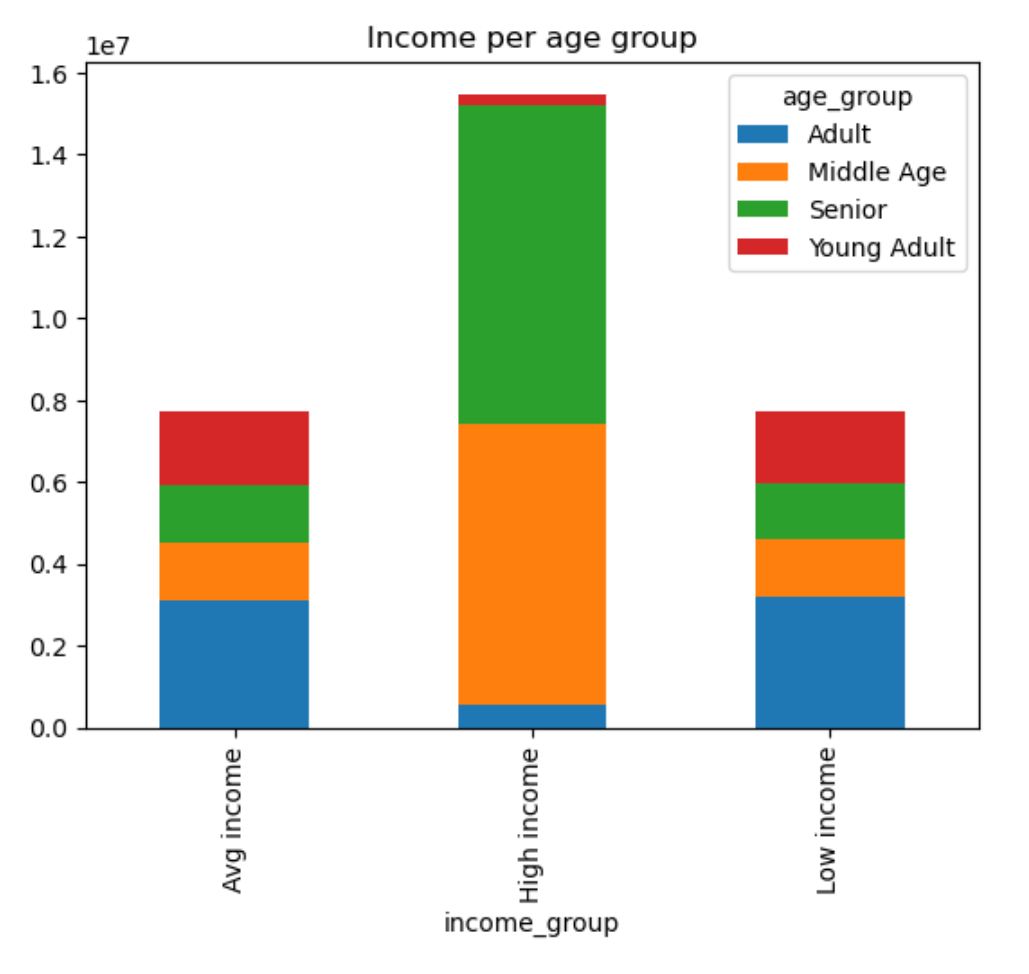 Income per age group
1e7
1.6
1.4
1.2
1.0
0.8
0.6
0.4
0.2
0.0
age_group
Adult
Middle Age
Senior
Young Adult
Avg income
High income
Low income
income_group